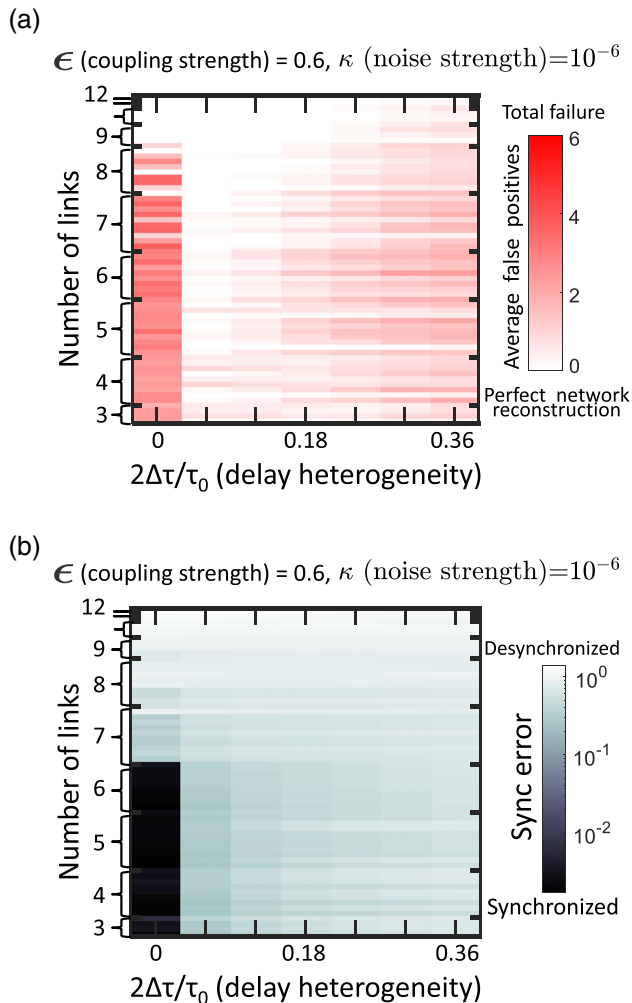 (a)
ϵ (coupling strength) = 0.6, κ (noise strength)=10⁻⁶
12
9
8
7
6
5
4
3
Number of links
0
0.18
0.36
2Δτ/τ₀ (delay heterogeneity)
Total failure
6
4
2
0
Average false positives
Perfect network
reconstruction
(b)
ϵ (coupling strength) = 0.6, κ (noise strength)=10⁻⁶
12
9
8
7
6
5
4
3
Number of links
0
0.18
0.36
2Δτ/τ₀ (delay heterogeneity)
Desynchronized
10⁰
10⁻¹
10⁻²
Sync error
Synchronized